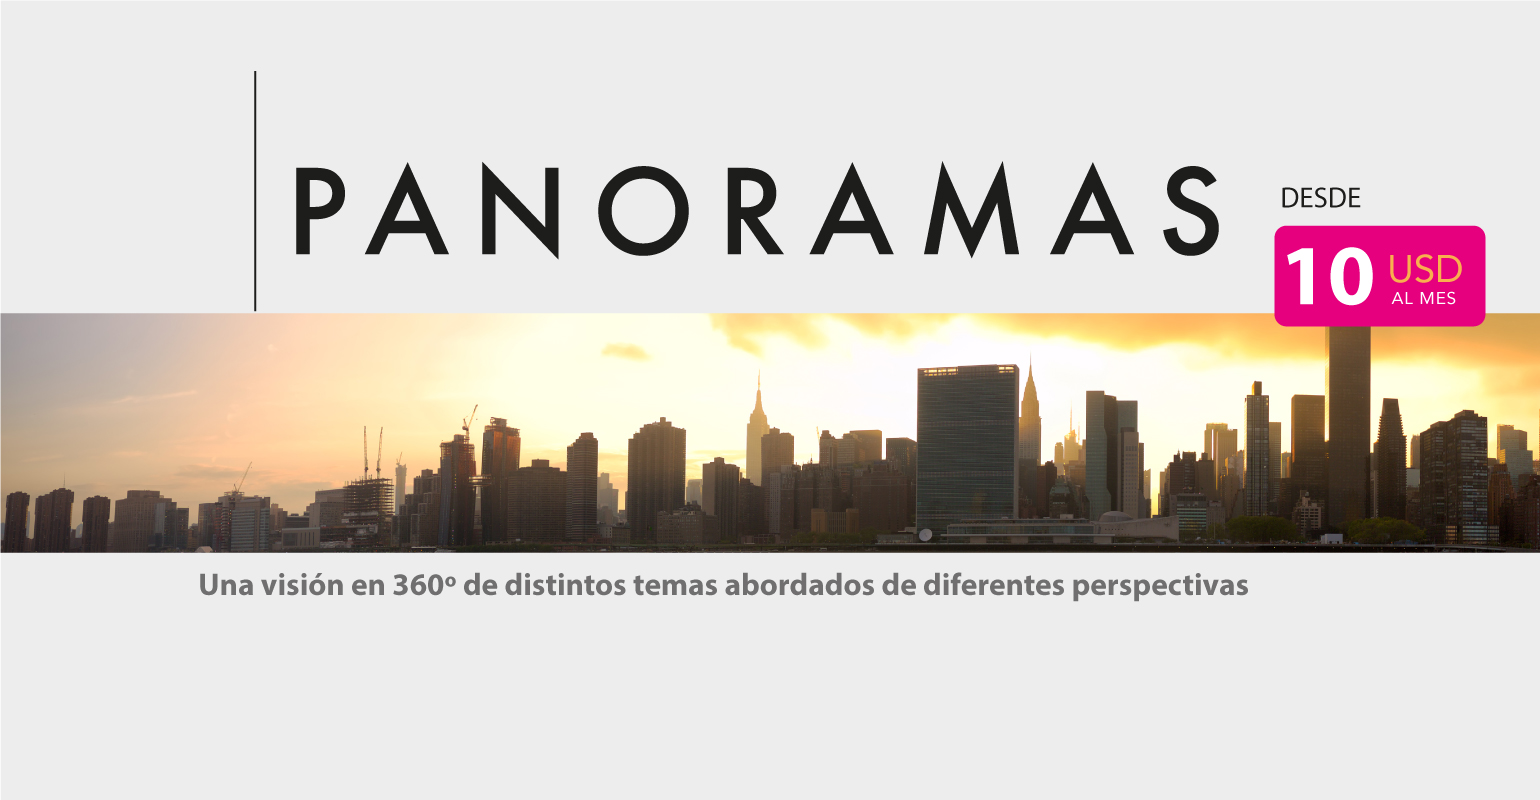 PANORAMAS
DESDE
10 USD
AL MES
Una visión en 360º de distintos temas abordados de diferentes perspectivas